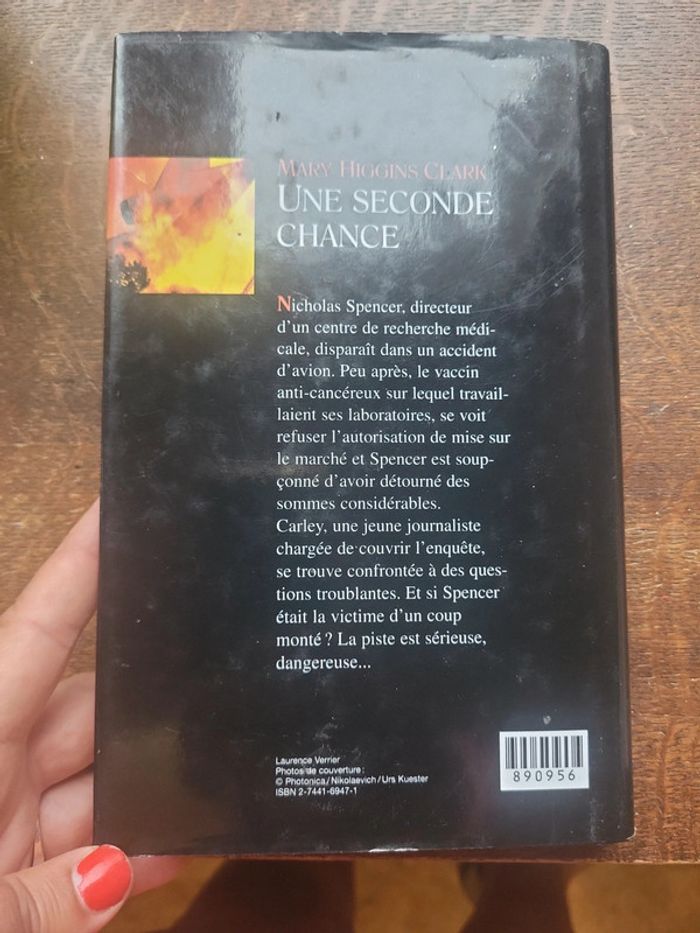 MARY HIGGINS CLARK
UNE SECONDE
CHANCE
Nicholas Spencer, directeur
d'un centre de recherche médi-
cale, disparaît dans un accident
d'avion. Peu après, le vaccin
anti-cancéreux sur lequel travail-
laient ses laboratoires, se voit
refuser l'autorisation de mise sur
le marché et Spencer est soup-
çonné d'avoir détourné des
sommes considérables.
Carley, une jeune journaliste
chargée de couvrir l'enquête,
se trouve confrontée à des ques-
tions troublantes. Et si Spencer
était la victime d'un coup
monté ? La piste est sérieuse,
dangereuse...
Laurence Verrier
Photos de couverture :
© Photonica / Nikolaevich / Urs Kuester
ISBN 2-7441-6947-1
890956